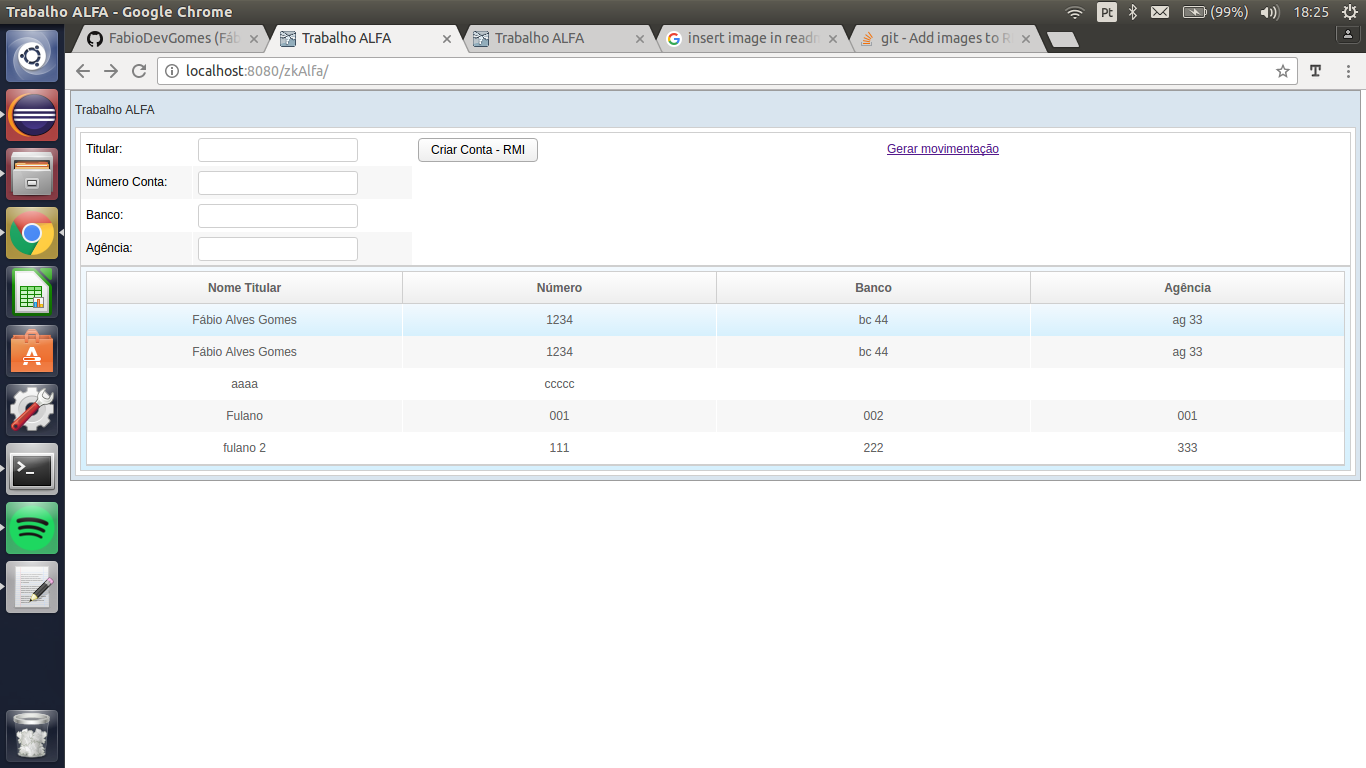 Trabalho ALFA - Google Chrome
Pt
(99%)
18:25
FabioDevGomes (Fáb
Trabalho ALFA
Trabalho ALFA
insert image in readm
git - Add images to R
localhost:8080/zkAlfa/
Trabalho ALFA
Titular:
Criar Conta - RMI
Gerar movimentação
Número Conta:
Banco:
Agência:
Nome Titular Número Banco Agência
Fábio Alves Gomes 1234 bc 44 ag 33
Fábio Alves Gomes 1234 bc 44 ag 33
aaaa ccccc
Fulano 001 002 001
fulano 2 111 222 333